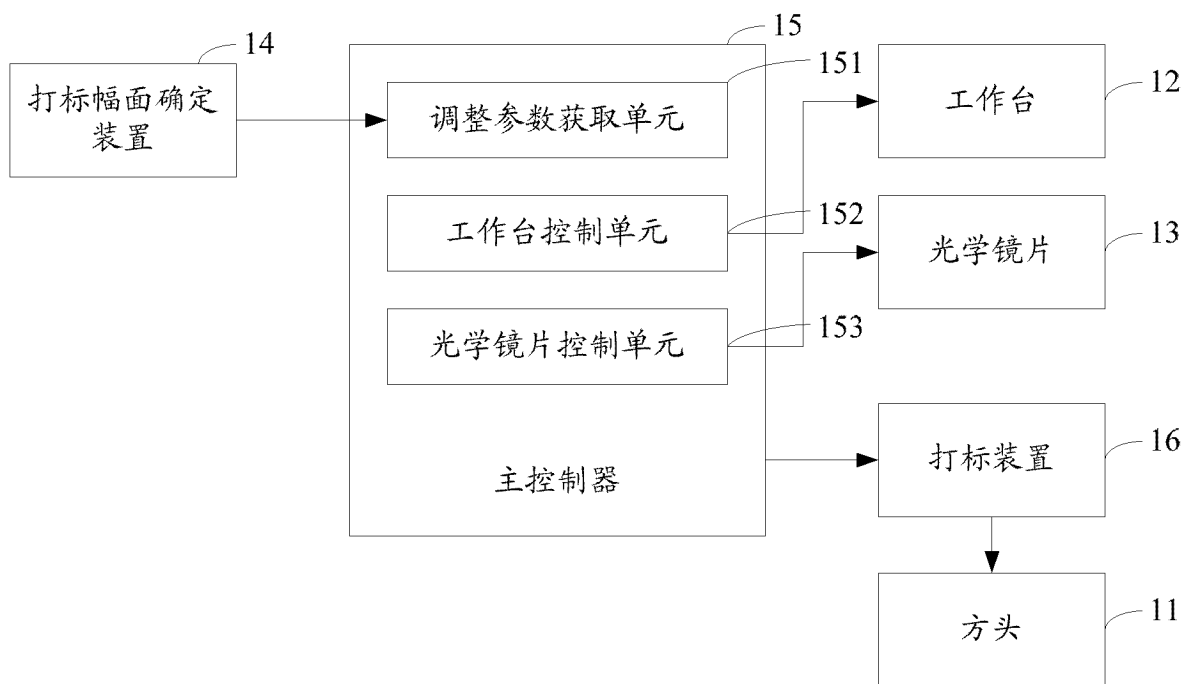 14
打标幅面确定
装置
15
151
调整参数获取单元
152
工作台控制单元
153
光学镜片控制单元
主控制器
工作台
12
光学镜片
13
打标装置
16
方头
11